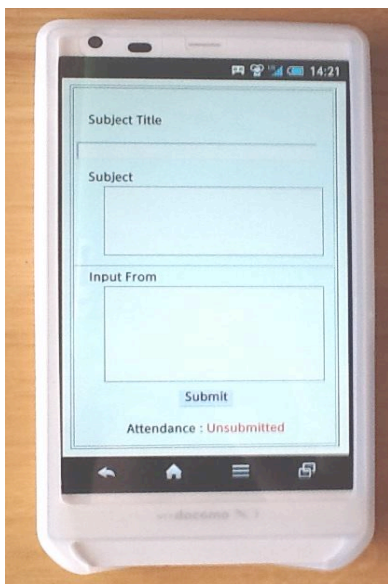 14:21
Subject Title
Subject
Input From
Submit
Attendance : Unsubmitted
docomo